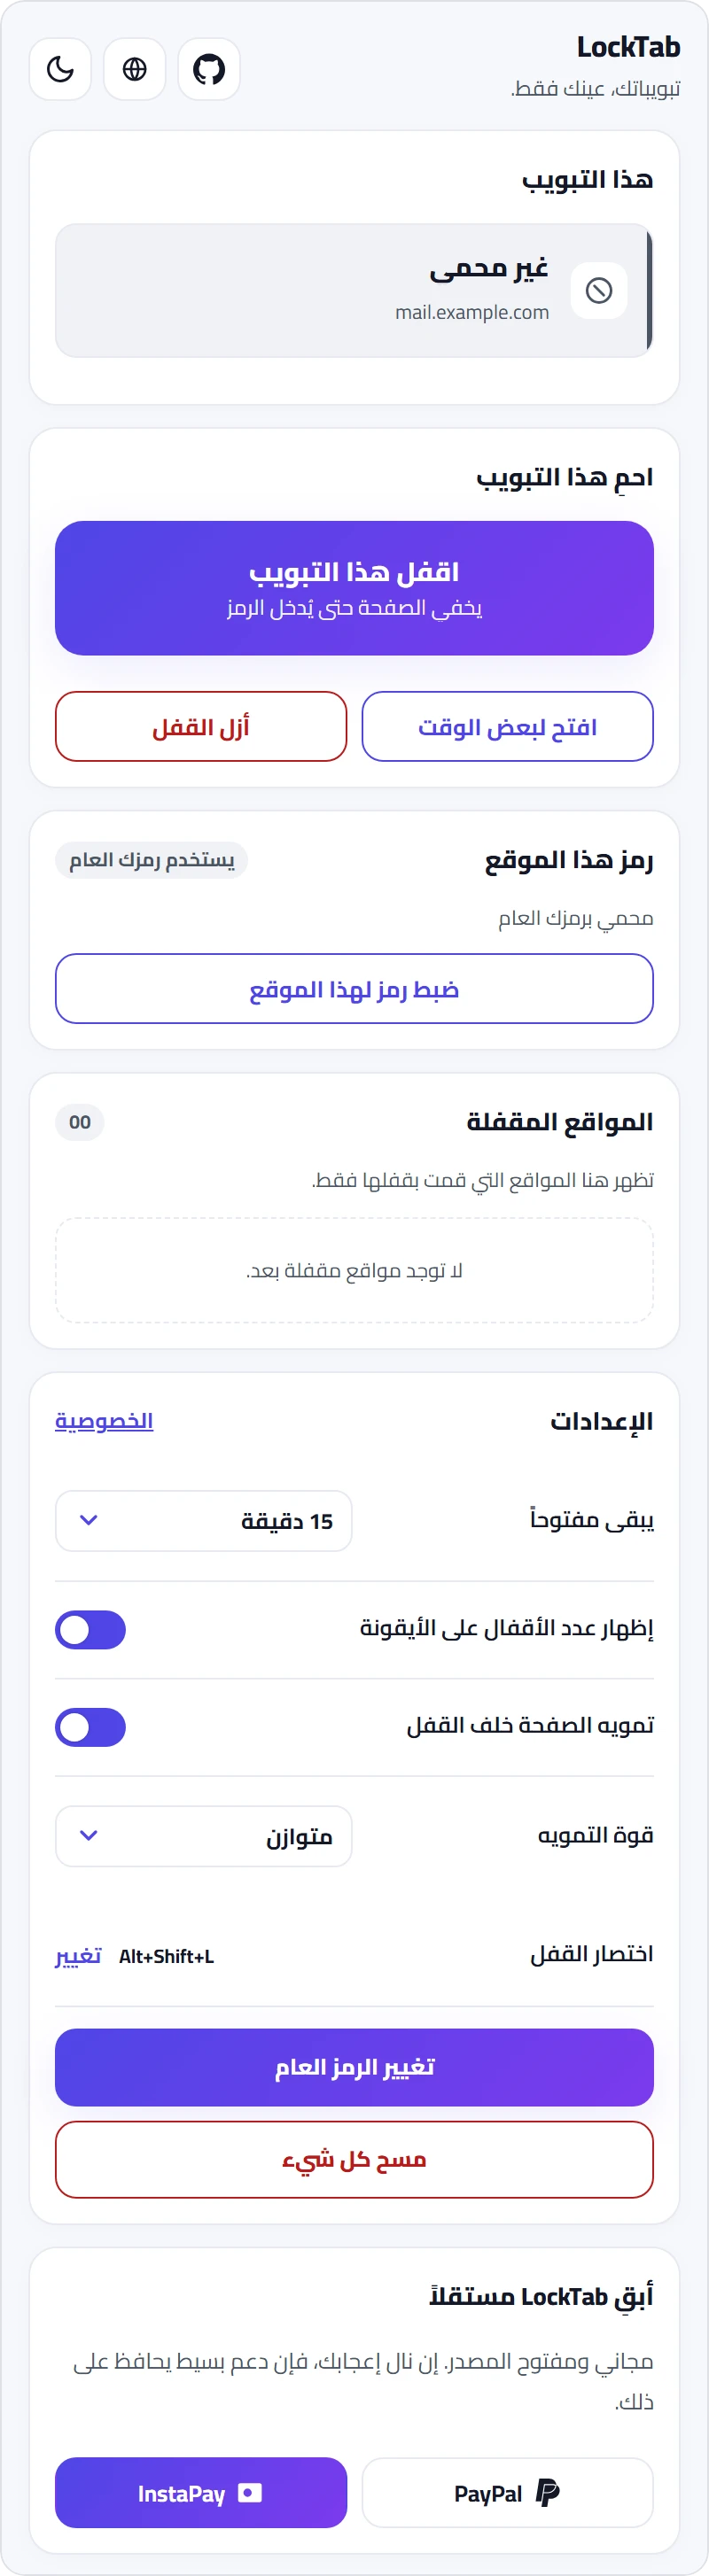 LockTab
تبويباتك، عينك فقط.
هذا التبويب
غير محمى
mail.example.com
احمِ هذا التبويب
اقفل هذا التبويب
يخفي الصفحة حتى يُدخل الرمز
افتح لبعض الوقت
أزل القفل
رمز هذا الموقع
يستخدم رمزك العام
محمي برمزك العام
ضبط رمز لهذا الموقع
المواقع المقفلة
00
تظهر هنا المواقع التي قمت بقفلها فقط.
لا توجد مواقع مقفلة بعد.
الإعدادات
الخصوصية
يبقى مفتوحاً
15 دقيقة
إظهار عدد الأقفال على الأيقونة
تمويه الصفحة خلف القفل
قوة التمويه
متوازن
اختصار القفل
Alt+Shift+L
تغيير
تغيير الرمز العام
مسح كل شيء
أبقِ LockTab مستقلاً
مجاني ومفتوح المصدر. إن نال إعجابك، فإن دعم بسيط يحافظ على
ذلك.
PayPal
InstaPay